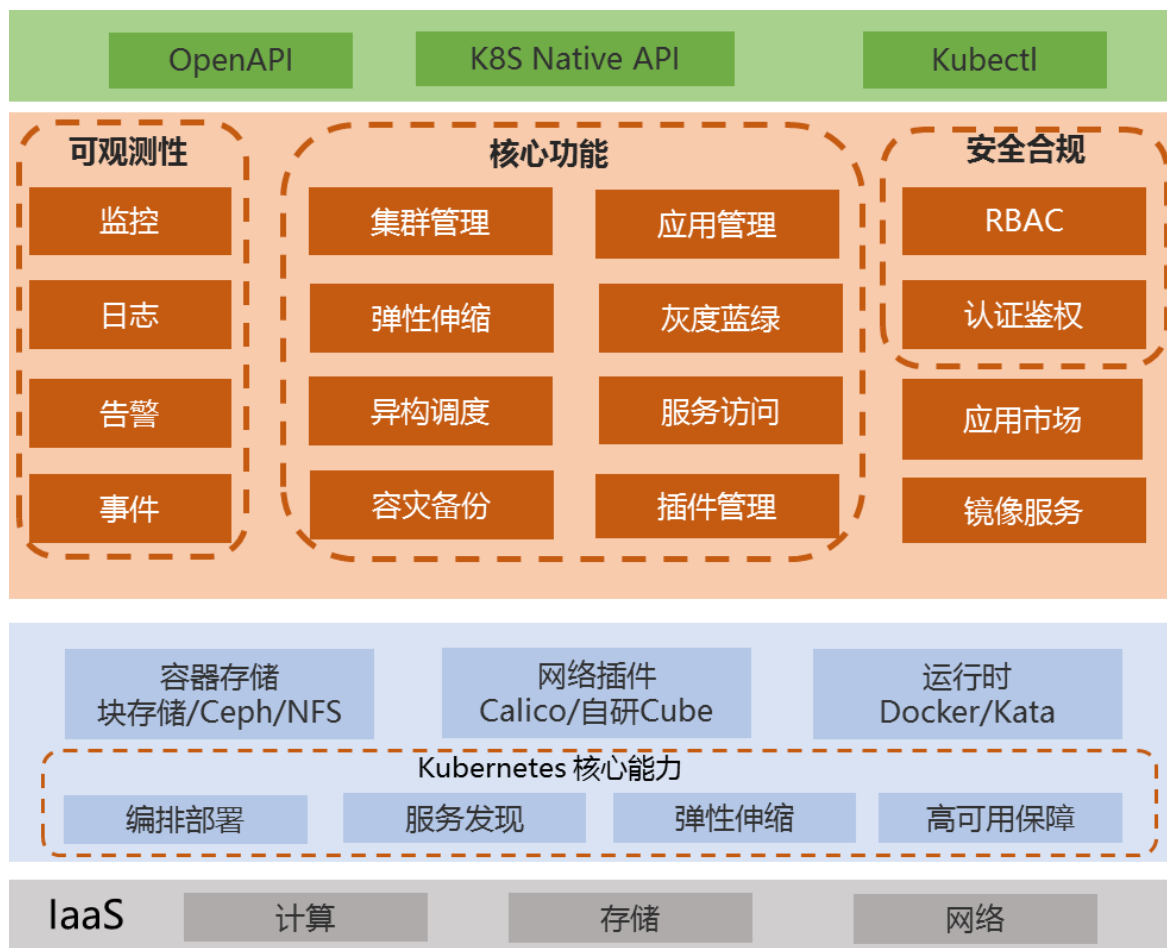 OpenAPI
K8S Native API
Kubectl
可观测性
监控
日志
告警
事件
核心功能
集群管理
应用管理
弹性伸缩
灰度蓝绿
异构调度
服务访问
容灾备份
插件管理
安全合规
RBAC
认证鉴权
应用市场
镜像服务
容器存储
块存储/Ceph/NFS
网络插件
Calico/自研Cube
运行时
Docker/Kata
Kubernetes 核心能力
编排部署
服务发现
弹性伸缩
高可用保障
IaaS
计算
存储
网络